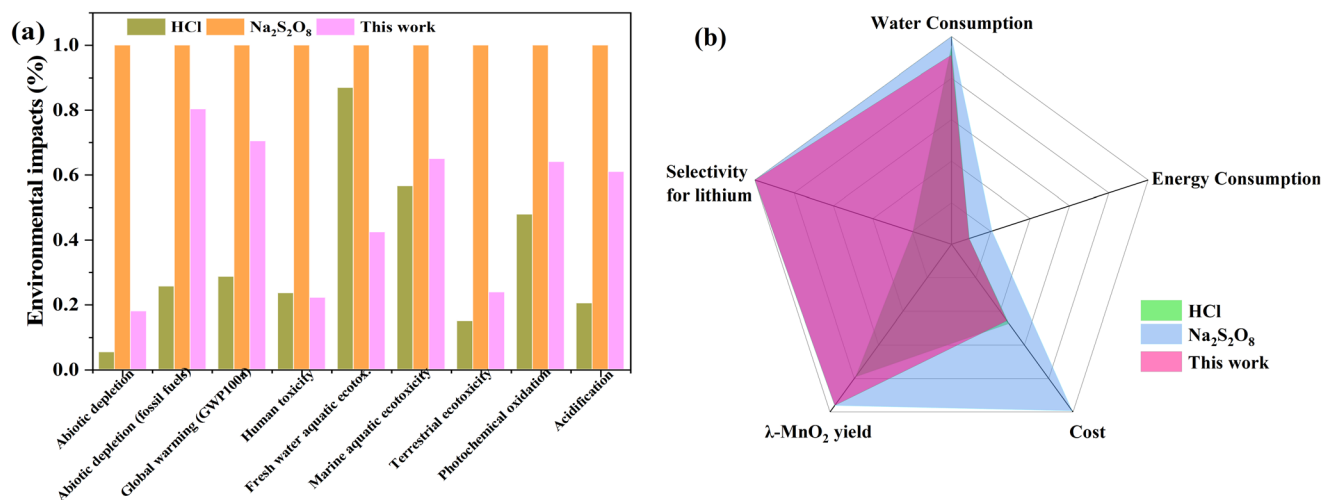 (a)
HCl
Na₂S₂O₈
This work
Environmental impacts (%)
1.0
0.8
0.6
0.4
0.2
0.0
Abiotic depletion
Abiotic depletion (fossil fuels)
Global warming (GWP100a)
Human toxicity
Fresh water aquatic ecotox.
Marine aquatic ecotoxicity
Terrestrial ecotoxicity
Photochemical oxidation
Acidification
(b)
Water Consumption
Selectivity
for lithium
Energy Consumption
λ-MnO₂ yield
Cost
HCl
Na₂S₂O₈
This work